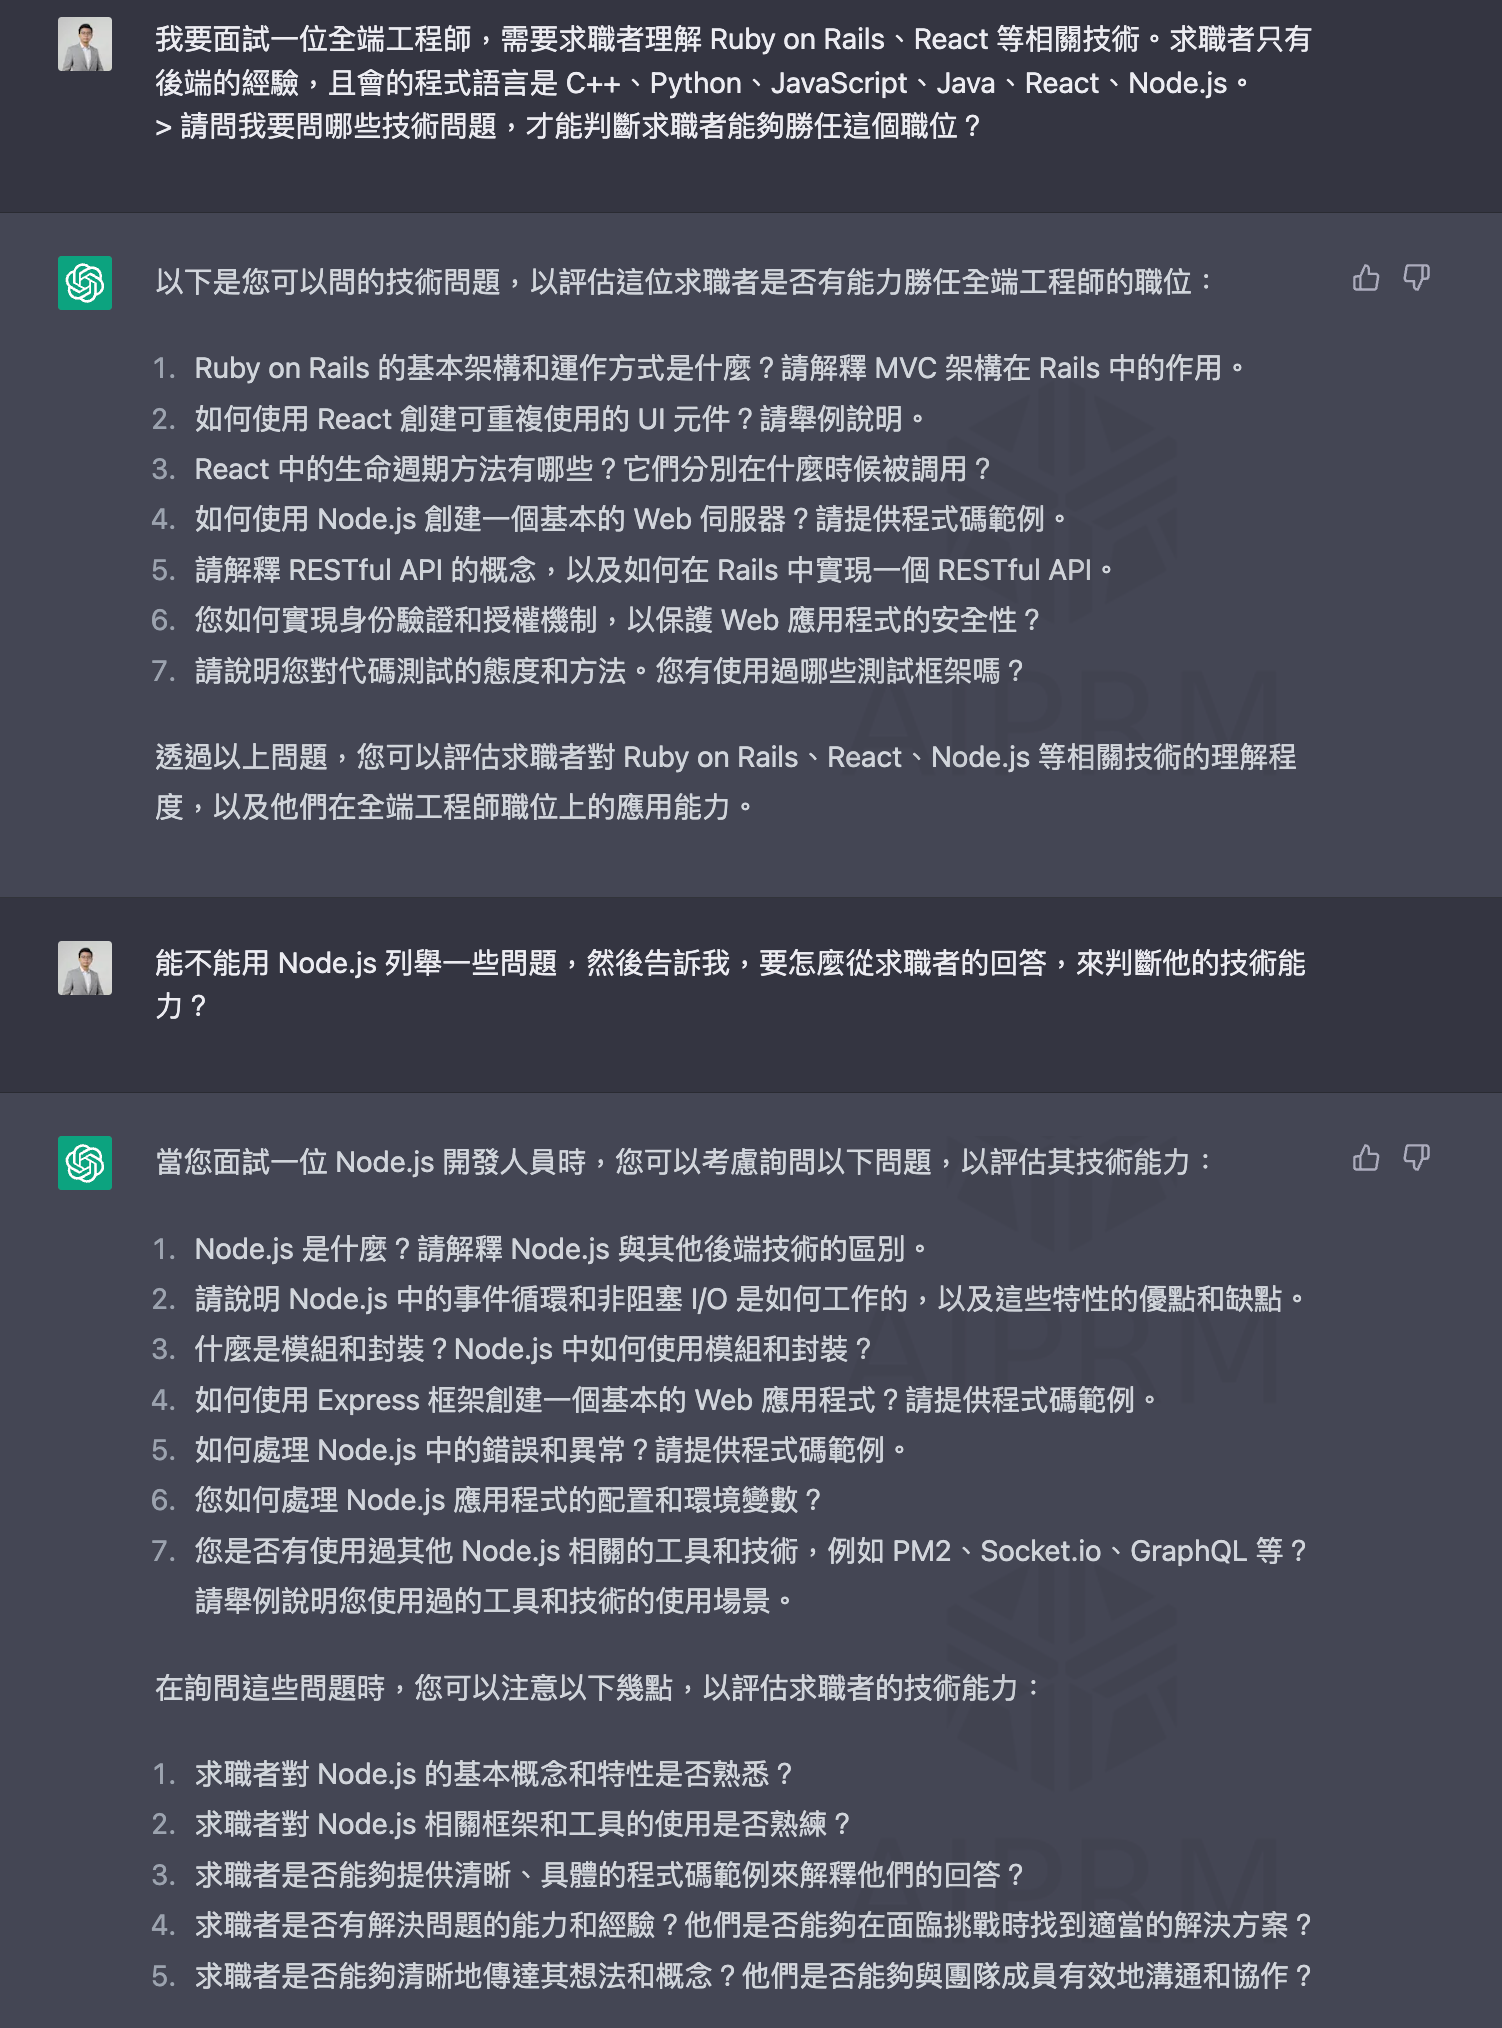 我要面試一位全端工程師，需要求職者理解 Ruby on Rails、React 等相關技術。求職者只有
後端的經驗，且會的程式語言是 C++、Python、JavaScript、Java、React、Node.js。
> 請問我要問哪些技術問題，才能判斷求職者能夠勝任這個職位？
以下是您可以問的技術問題，以評估這位求職者是否有能力勝任全端工程師的職位：
1. Ruby on Rails 的基本架構和運作方式是什麼？請解釋 MVC 架構在 Rails 中的作用。
2. 如何使用 React 創建可重複使用的 UI 元件？請舉例說明。
3. React 中的生命週期方法有哪些？它們分別在什麼時候被調用？
4. 如何使用 Node.js 創建一個基本的 Web 伺服器？請提供程式碼範例。
5. 請解釋 RESTful API 的概念，以及如何在 Rails 中實現一個 RESTful API。
6. 您如何實現身份驗證和授權機制，以保護 Web 應用程式的安全性？
7. 請說明您對代碼測試的態度和方法。您有使用過哪些測試框架嗎？
AIPRM
透過以上問題，您可以評估求職者對 Ruby on Rails、React、Node.js 等相關技術的理解程
度，以及他們在全端工程師職位上的應用能力。
能不能用 Node.js 列舉一些問題，然後告訴我，要怎麼從求職者的回答，來判斷他的技術能
力？
當您面試一位 Node.js 開發人員時，您可以考慮詢問以下問題，以評估其技術能力：
1. Node.js 是什麼？請解釋 Node.js 與其他後端技術的區別。
2. 請說明 Node.js 中的事件循環和非阻塞 I/O 是如何工作的，以及這些特性的優點和缺點。
3. 什麼是模組和封裝？Node.js 中如何使用模組和封裝？
AIPRM
4. 如何使用 Express 框架創建一個基本的 Web 應用程式？請提供程式碼範例。
5. 如何處理 Node.js 中的錯誤和異常？請提供程式碼範例。
6. 您如何處理 Node.js 應用程式的配置和環境變數？
7. 您是否有使用過其他 Node.js 相關的工具和技術，例如 PM2、Socket.io、GraphQL 等？
請舉例說明您使用過的工具和技術的使用場景。
在詢問這些問題時，您可以注意以下幾點，以評估求職者的技術能力：
1. 求職者對 Node.js 的基本概念和特性是否熟悉？
2. 求職者對 Node.js 相關框架和工具的使用是否熟練？
3. 求職者是否能夠提供清晰、具體的程式碼範例來解釋他們的回答？
AIPRM
4. 求職者是否有解決問題的能力和經驗？他們是否能夠在面臨挑戰時找到適當的解決方案？
5. 求職者是否能夠清晰地傳達其想法和概念？他們是否能夠與團隊成員有效地溝通和協作？